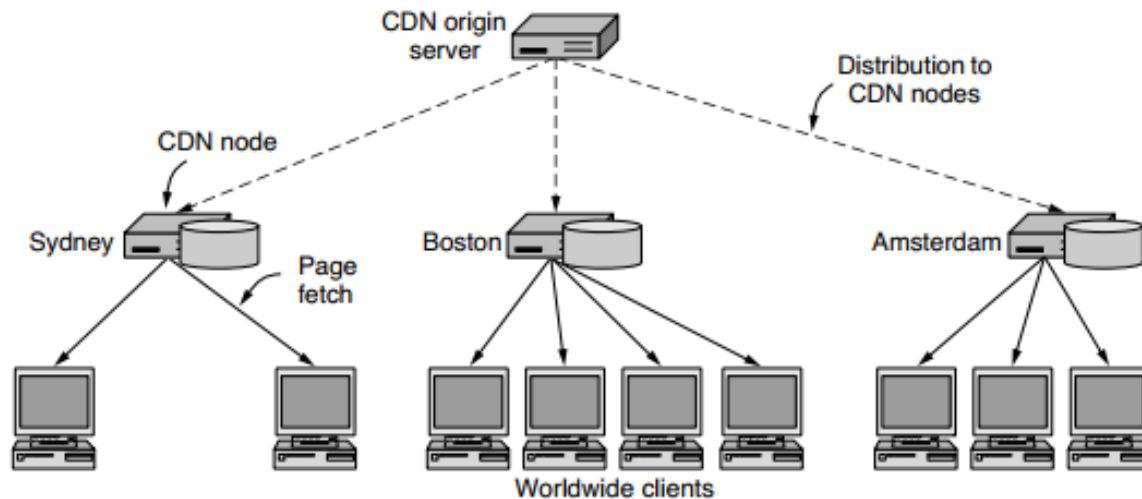 CDN origin
server
Distribution to
CDN nodes
CDN node
Sydney
Boston
Amsterdam
Page
fetch
Worldwide clients